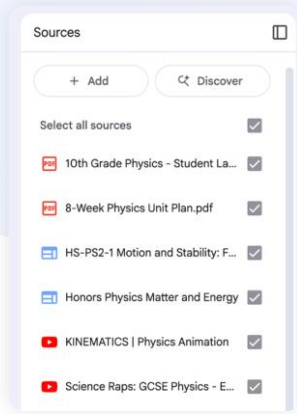 Sources
+ Add
Discover
Select all sources
PDF 10th Grade Physics - Student La...
PDF 8-Week Physics Unit Plan.pdf
HS-PS2-1 Motion and Stability: F...
Honors Physics Matter and Energy
KINEMATICS | Physics Animation
Science Raps: GCSE Physics - E...